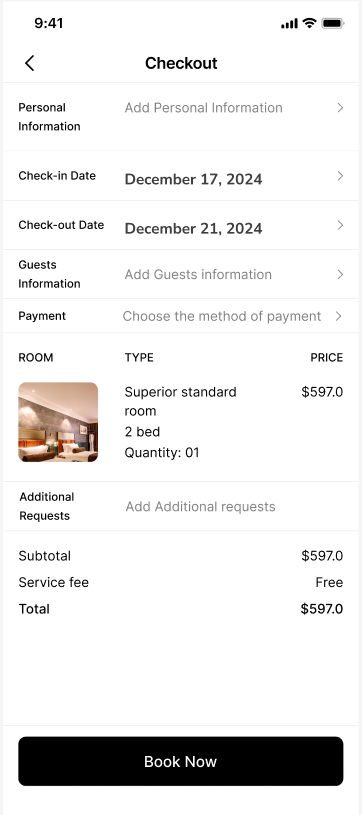 9:41
Checkout
Personal
Information
Add Personal Information
Check-in Date
December 17, 2024
Check-out Date
December 21, 2024
Guests
Information
Add Guests information
Payment
Choose the method of payment
ROOM
TYPE
PRICE
Superior standard
room
$597.0
2 bed
Quantity: 01
Additional
Requests
Add Additional requests
Subtotal
$597.0
Service fee
Free
Total
$597.0
Book Now